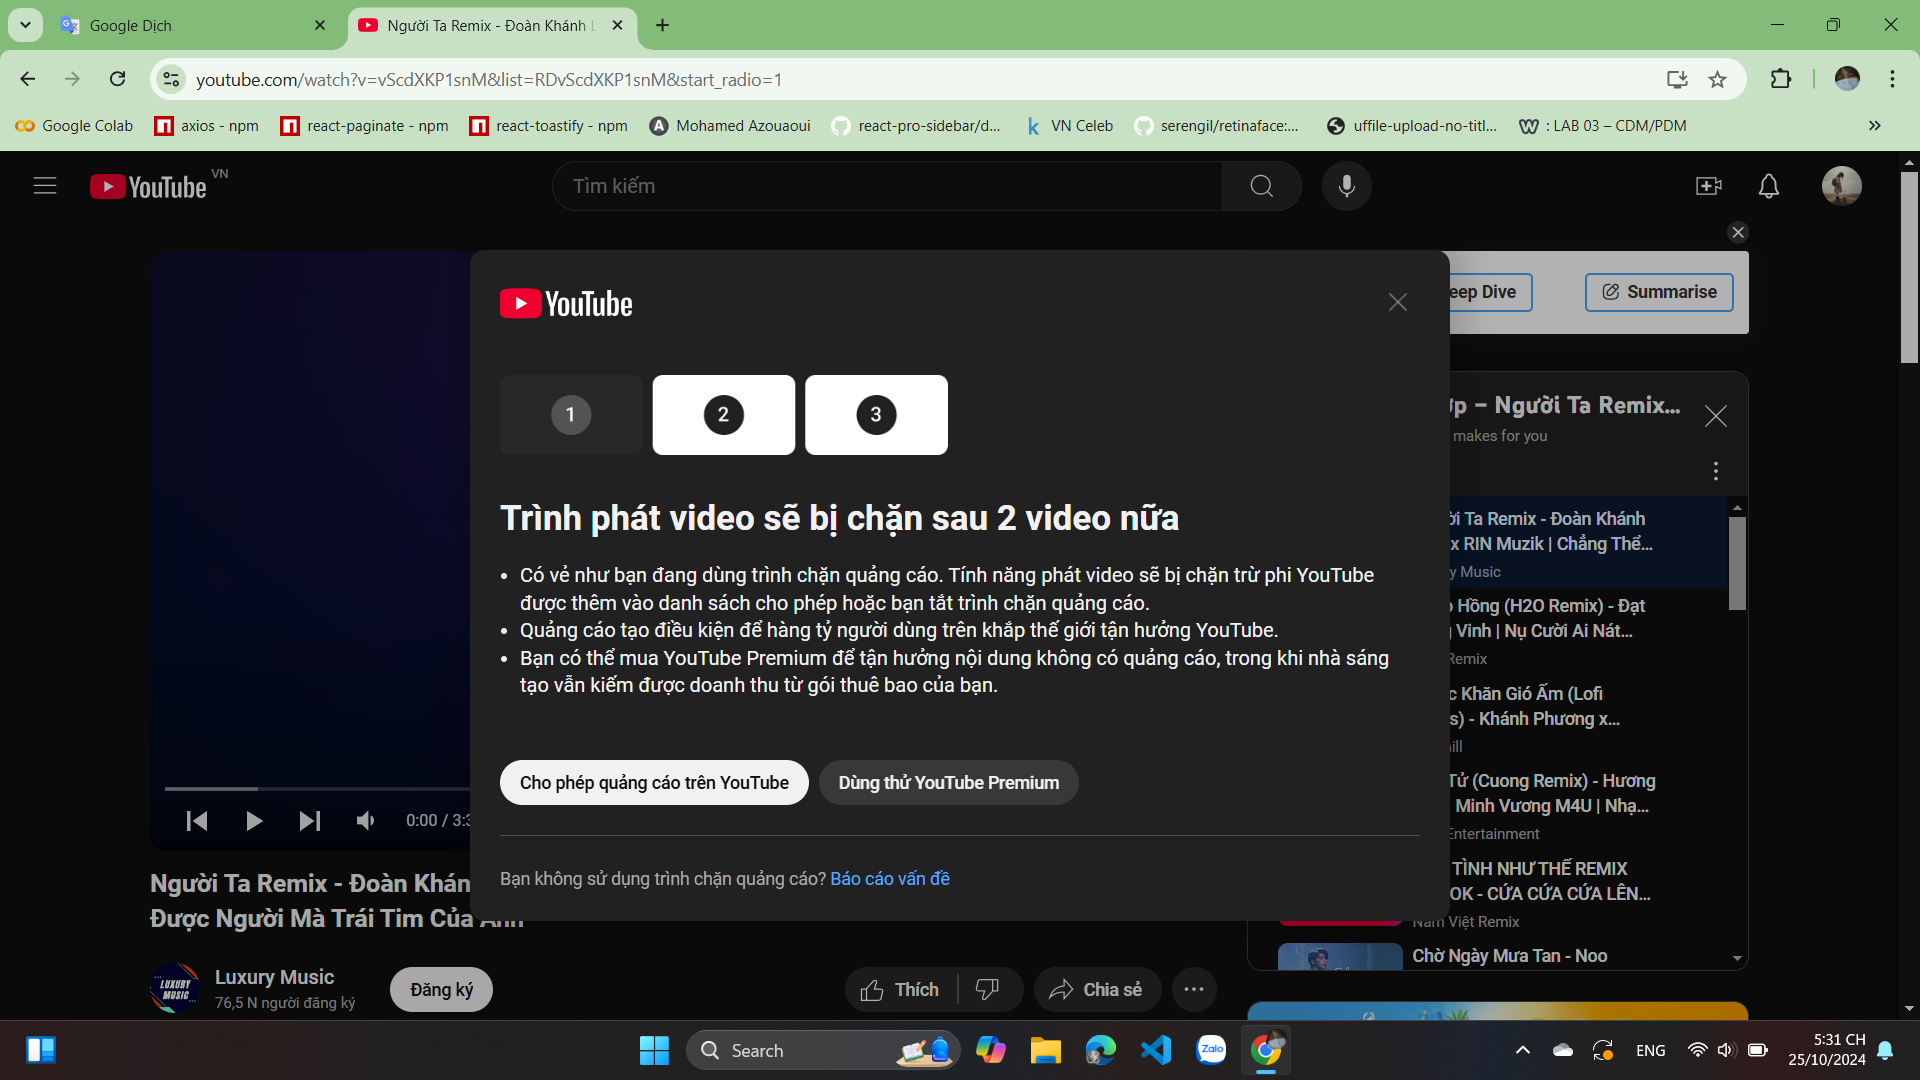 Google Dịch
Người Ta Remix - Đoàn Khánh
youtube.com/watch?v=vScdXKP1snM&list=RDvScdXKP1snM&start_radio=1
Google Colab
axios - npm
react-paginate - npm
react-toastify - npm
Mohamed Azouaoui
react-pro-sidebar/d...
VN Celeb
serengil/retinaface:...
uffile-upload-no-titl...
: LAB 03 – CDM/PDM
YouTube VN
Tìm kiếm
YouTube
eep Dive
Summarise
1
2
3
ợp – Người Ta Remix...
makes for you
Trình phát video sẽ bị chặn sau 2 video nữa
Có vẻ như bạn đang dùng trình chặn quảng cáo. Tính năng phát video sẽ bị chặn trừ phi YouTube
được thêm vào danh sách cho phép hoặc bạn tắt trình chặn quảng cáo.
Quảng cáo tạo điều kiện để hàng tỷ người dùng trên khắp thế giới tận hưởng YouTube.
Bạn có thể mua YouTube Premium để tận hưởng nội dung không có quảng cáo, trong khi nhà sáng
tạo vẫn kiếm được doanh thu từ gói thuê bao của bạn.
Cho phép quảng cáo trên YouTube
Dùng thử YouTube Premium
Bạn không sử dụng trình chặn quảng cáo? Báo cáo vấn đề
ời Ta Remix - Đoàn Khánh
x RIN Muzik | Chẳng Thể...
y Music
Hồng (H2O Remix) - Đạt
Vinh | Nụ Cười Ai Nát...
Remix
c Khăn Gió Ấm (Lofi
s) - Khánh Phương x...
ill
Tử (Cuong Remix) - Hương
Minh Vương M4U | Nhạ...
Entertainment
TÌNH NHƯ THẾ REMIX
OK - CỨA CỨA CỨA LÊN...
Nam Việt Remix
Chờ Ngày Mưa Tan - Noo
0:00 / 3:3
Người Ta Remix - Đoàn Khán
Được Người Mà Trái Tim Của Anh
LUXURY
MUSIC
Luxury Music
76,5 N người đăng ký
Đăng ký
Thích
Chia sẻ
Search
Zalo
ENG
5:31 CH
25/10/2024